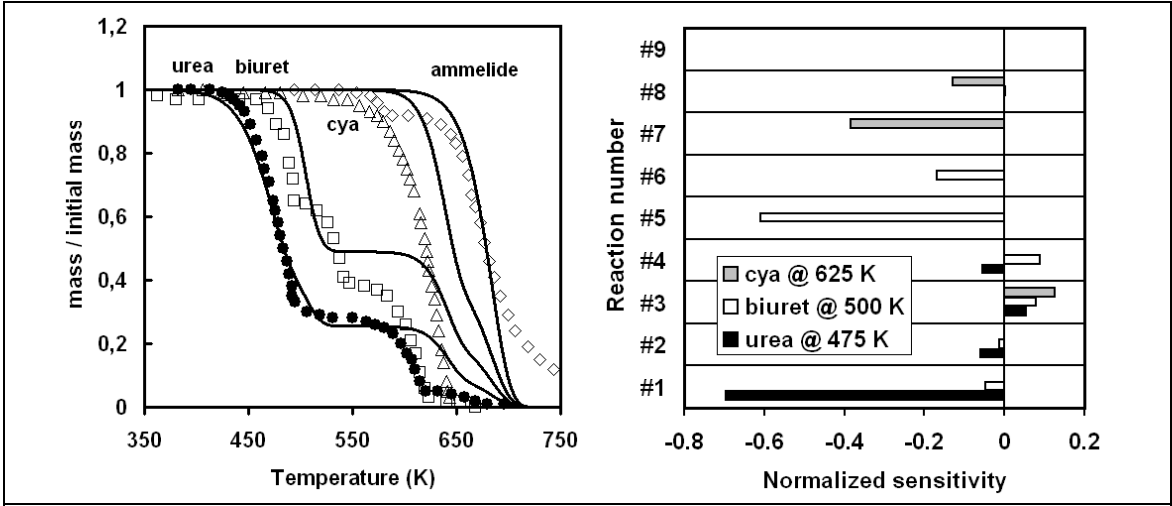 1,2
1
0,8
0,6
0,4
0,2
0
mass / initial mass
urea biuret ammelide
cya
350 450 550 650 750
Temperature (K)
#9
#8
#7
#6
#5
#4
#3
#2
#1
Reaction number
cya @ 625 K
biuret @ 500 K
urea @ 475 K
-0.8 -0.6 -0.4 -0.2 0 0.2
Normalized sensitivity